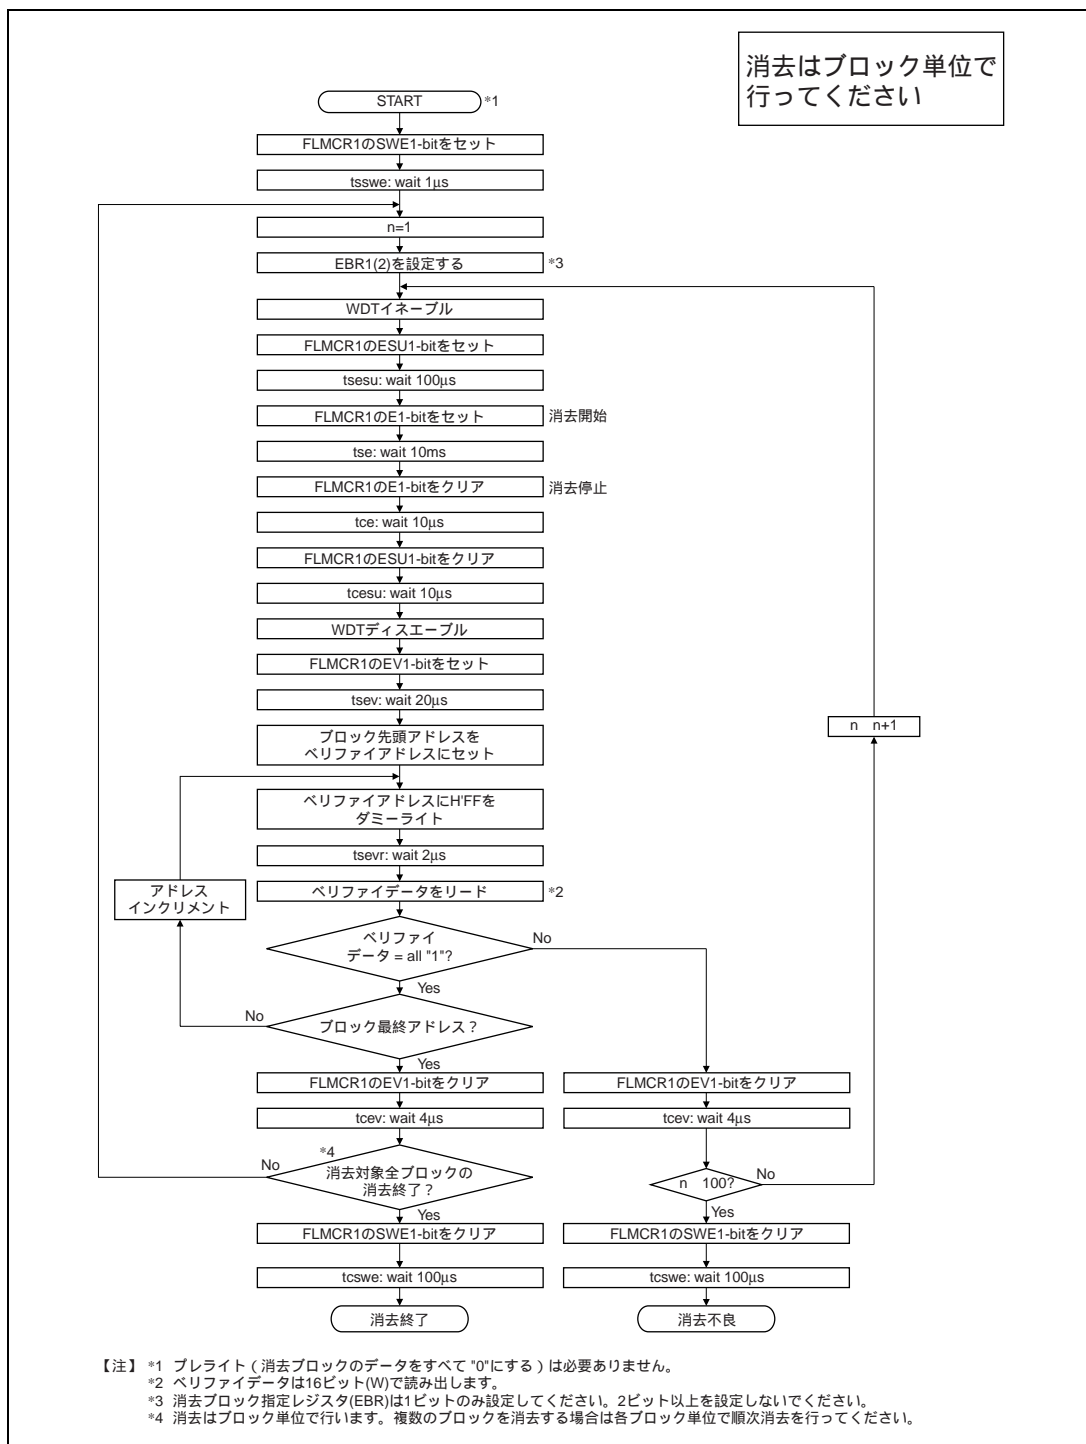 消去はブロック単位で
行ってください
START *1
FLMCR1のSWE1-bitをセット
tsswe: wait 1μs
n=1
EBR1(2)を設定する *3
WDTイネーブル
FLMCR1のESU1-bitをセット
tsesu: wait 100μs
FLMCR1のE1-bitをセット 消去開始
tse: wait 10ms
FLMCR1のE1-bitをクリア 消去停止
tce: wait 10μs
FLMCR1のESU1-bitをクリア
tcesu: wait 10μs
WDTディスエーブル
FLMCR1のEV1-bitをセット
tsev: wait 20μs
n n+1
ブロック先頭アドレスを
ベリファイアドレスにセット
ベリファイアドレスにH'FFを
ダミーライト
tsevr: wait 2μs
アドレス
インクリメント
ベリファイデータをリード *2
ベリファイ
データ = all "1"?
No
Yes
No
ブロック最終アドレス？
Yes
FLMCR1のEV1-bitをクリア
FLMCR1のEV1-bitをクリア
tcev: wait 4μs
tcev: wait 4μs
*4
No
消去対象全ブロックの
消去終了？
n 100?
No
Yes
Yes
FLMCR1のSWE1-bitをクリア
FLMCR1のSWE1-bitをクリア
tcswe: wait 100μs
tcswe: wait 100μs
消去終了
消去不良
【注】 *1 プレライト（消去ブロックのデータをすべて "0"にする）は必要ありません。
*2 ベリファイデータは16ビット(W)で読み出します。
*3 消去ブロック指定レジスタ(EBR)は1ビットのみ設定してください。2ビット以上を設定しないでください。
*4 消去はブロック単位で行います。複数のブロックを消去する場合は各ブロック単位で順次消去を行ってください。